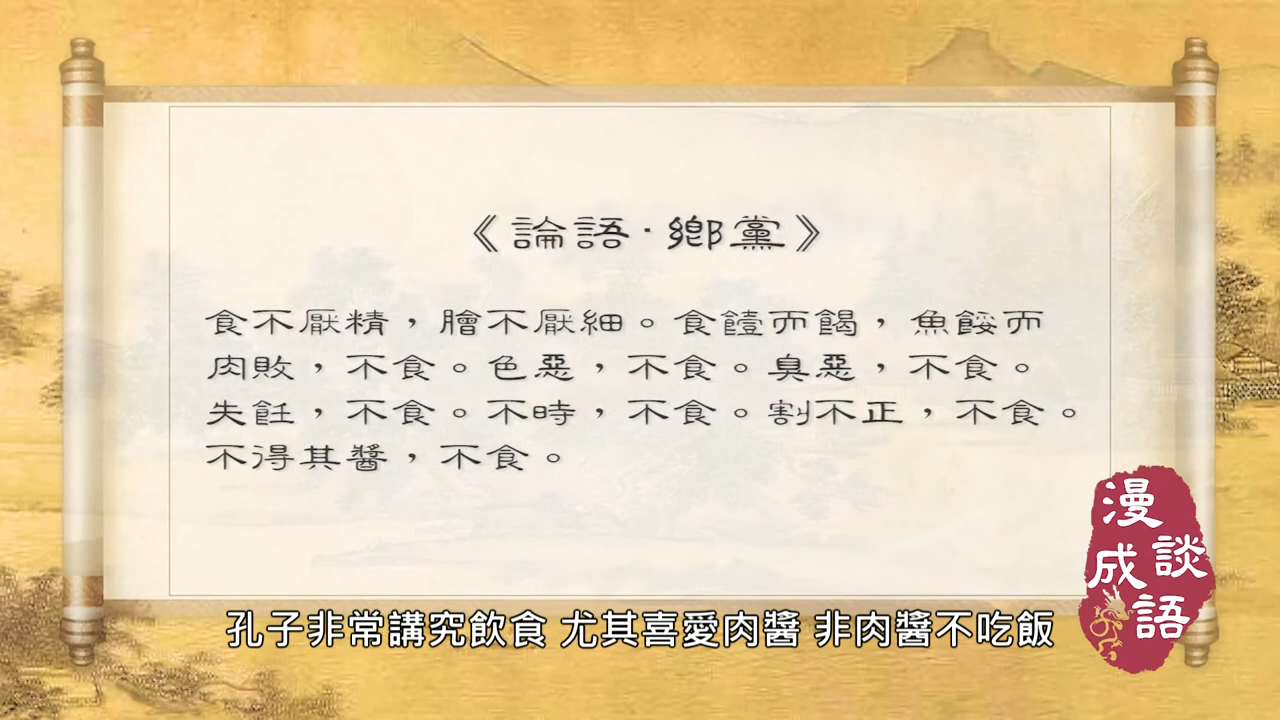 《論語·鄉黨》
食不厭精，膾不厭細。食饐而餲，魚餒而
肉敗，不食。色惡，不食。臭惡，不食。
失飪，不食。不時，不食。割不正，不食。
不得其醬，不食。
漫談
成語
孔子非常講究飲食 尤其喜愛肉醬 非肉醬不吃飯